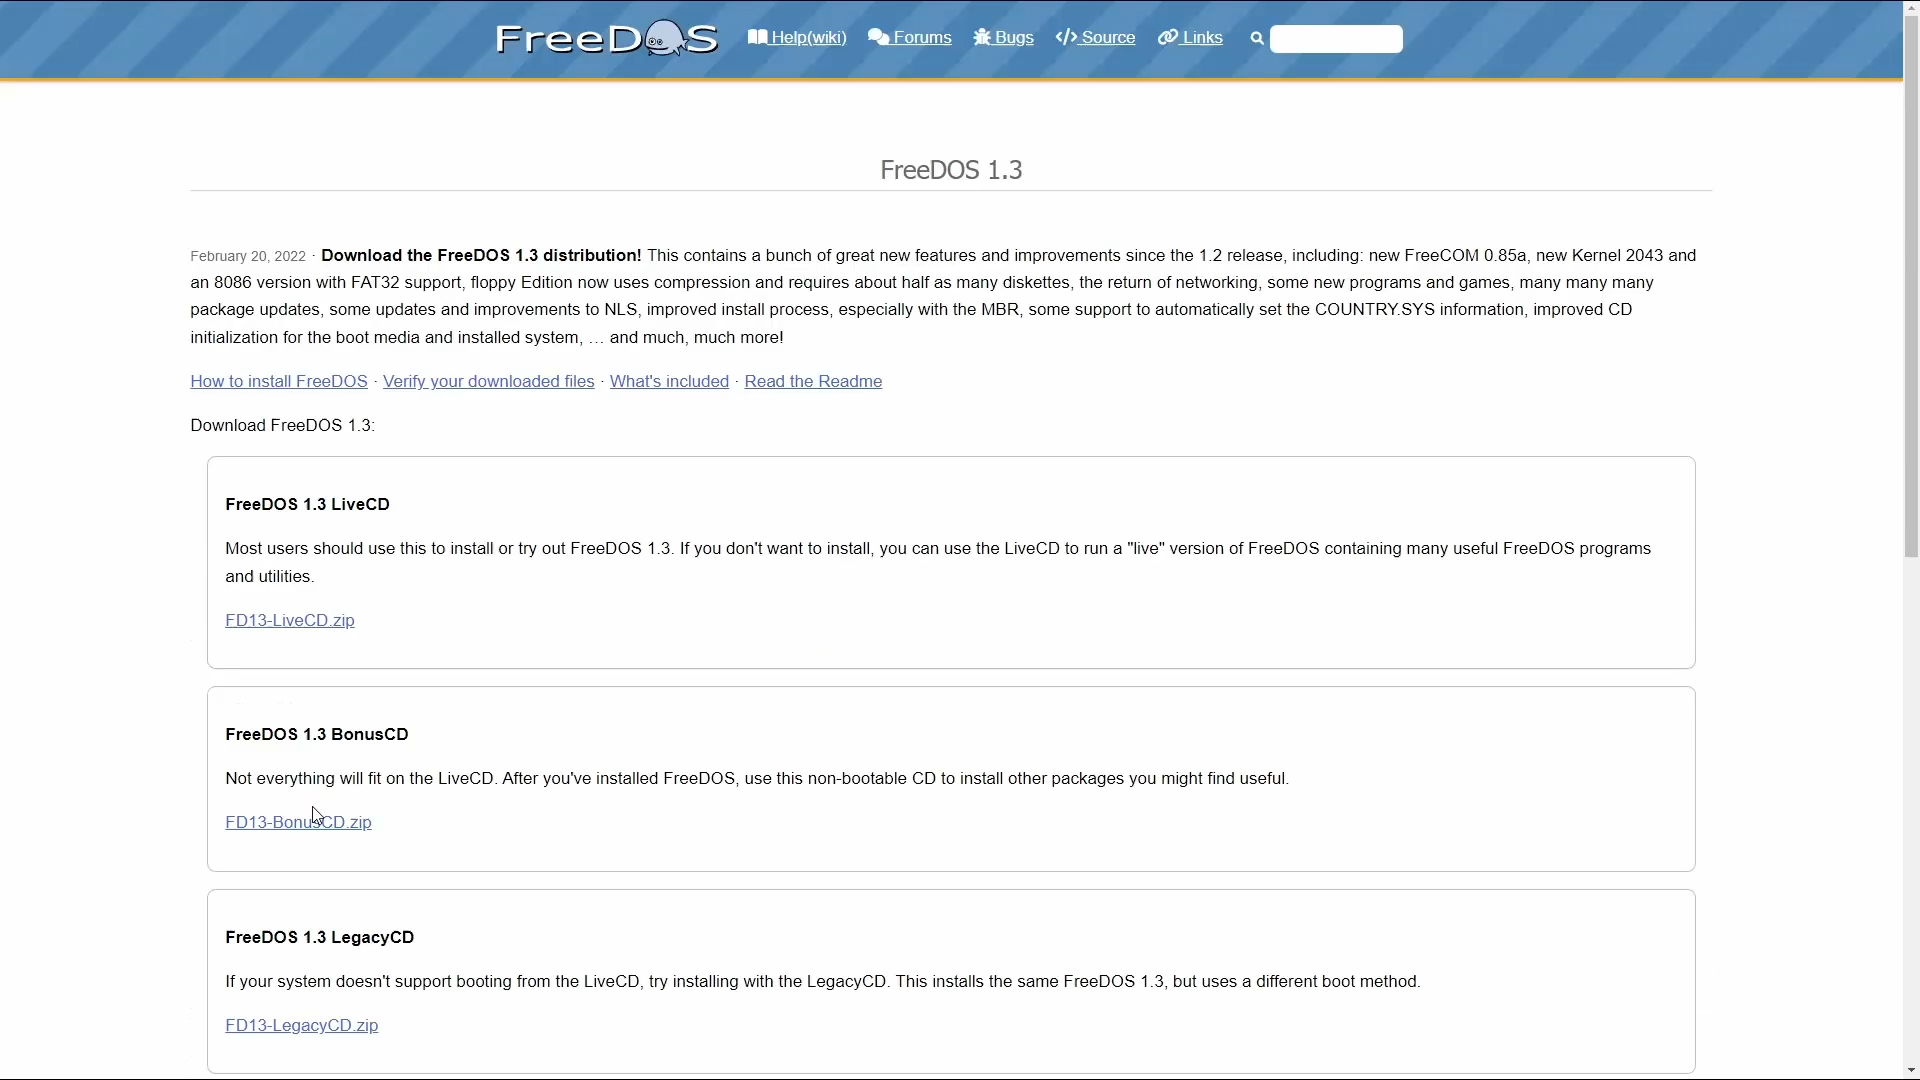 FreeDOS Help(wiki) Forums Bugs Source Links
FreeDOS 1.3
February 20, 2022 · Download the FreeDOS 1.3 distribution! This contains a bunch of great new features and improvements since the 1.2 release, including: new FreeCOM 0.85a, new Kernel 2043 and
an 8086 version with FAT32 support, floppy Edition now uses compression and requires about half as many diskettes, the return of networking, some new programs and games, many many many
package updates, some updates and improvements to NLS, improved install process, especially with the MBR, some support to automatically set the COUNTRY.SYS information, improved CD
initialization for the boot media and installed system, … and much, much more!
How to install FreeDOS · Verify your downloaded files · What's included · Read the Readme
Download FreeDOS 1.3:
FreeDOS 1.3 LiveCD
Most users should use this to install or try out FreeDOS 1.3. If you don't want to install, you can use the LiveCD to run a "live" version of FreeDOS containing many useful FreeDOS programs
and utilities.
FD13-LiveCD.zip
FreeDOS 1.3 BonusCD
Not everything will fit on the LiveCD. After you've installed FreeDOS, use this non-bootable CD to install other packages you might find useful.
FD13-BonusCD.zip
FreeDOS 1.3 LegacyCD
If your system doesn't support booting from the LiveCD, try installing with the LegacyCD. This installs the same FreeDOS 1.3, but uses a different boot method.
FD13-LegacyCD.zip